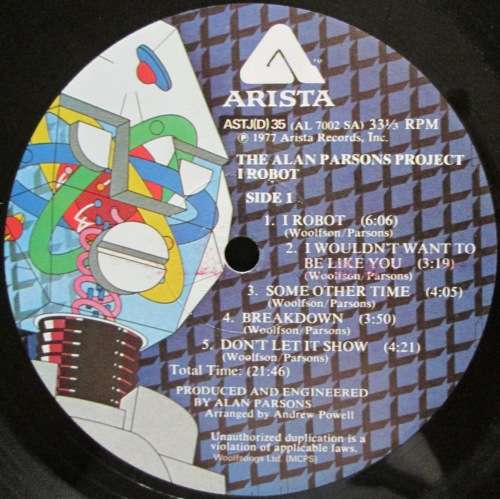 ™
ARISTA
ASTJ(D) 35 (AL 7002 SA) 33⅓ RPM
℗ 1977 Arista Records, Inc.
THE ALAN PARSONS PROJECT
I ROBOT
SIDE 1
1. I ROBOT (6:06)
(Woolfson/Parsons)
2. I WOULDN'T WANT TO
BE LIKE YOU (3:19)
(Woolfson/Parsons)
3. SOME OTHER TIME (4:05)
(Woolfson/Parsons)
4. BREAKDOWN (3:50)
(Woolfson/Parsons)
5. DON'T LET IT SHOW (4:21)
(Woolfson/Parsons)
Total Time: (21:46)
PRODUCED AND ENGINEERED
BY ALAN PARSONS
Arranged by Andrew Powell
Unauthorized duplication is a
violation of applicable laws.
Woolfsongs Ltd. (MCPS)